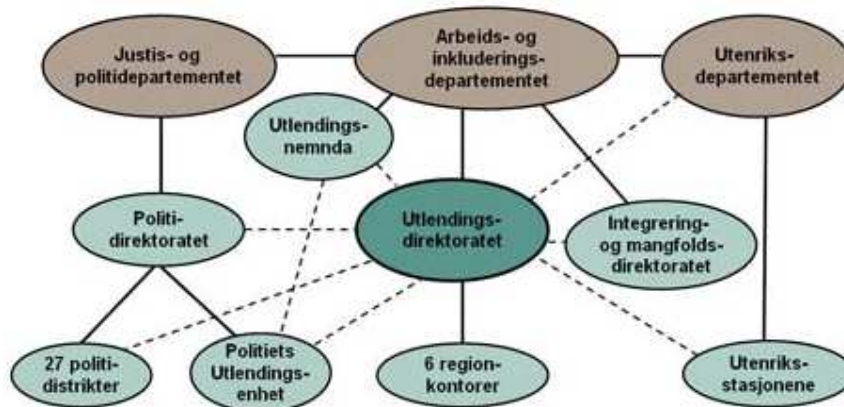 Justis- og
politidepartementet
Arbeids- og
inkluderings-
departementet
Utenriks-
departementet
Utlendings-
nemnda
Politi-
direktoratet
Utlendings-
direktoratet
Integrering-
og mangfolds-
direktoratet
27 politi-
distrikter
Politiets
Utlendings-
enhet
6 region-
kontorer
Utenriks-
stasjonene